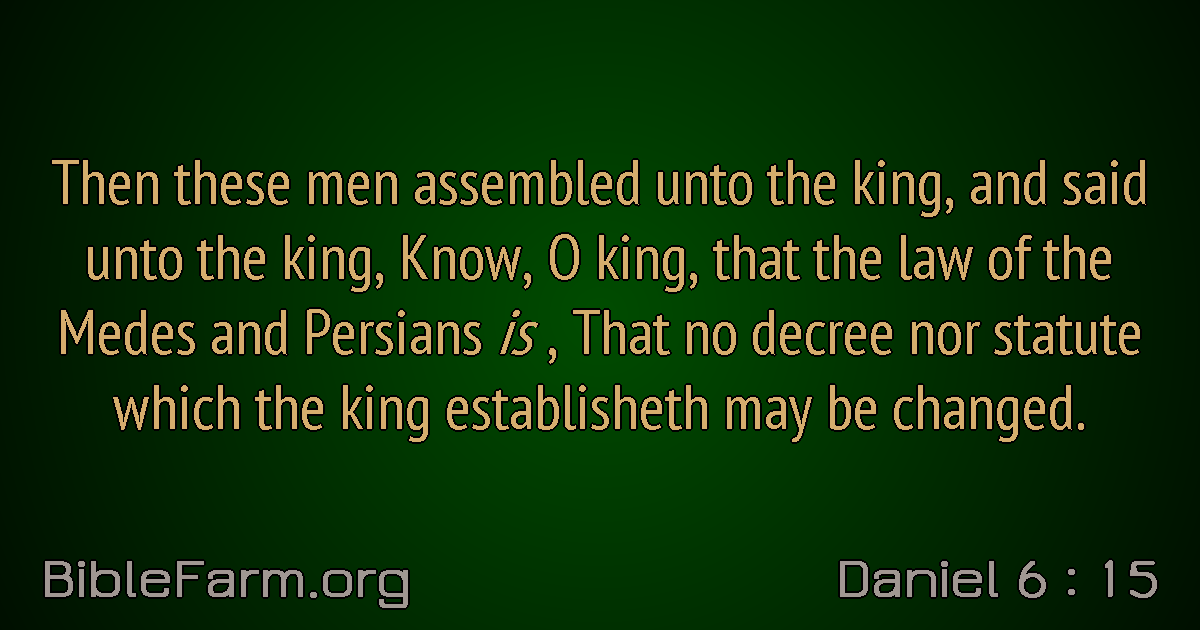 Then these men assembled unto the king, and said
unto the king, Know, O king, that the law of the
Medes and Persians is , That no decree nor statute
which the king establisheth may be changed.
BibleFarm.org
Daniel 6 : 15